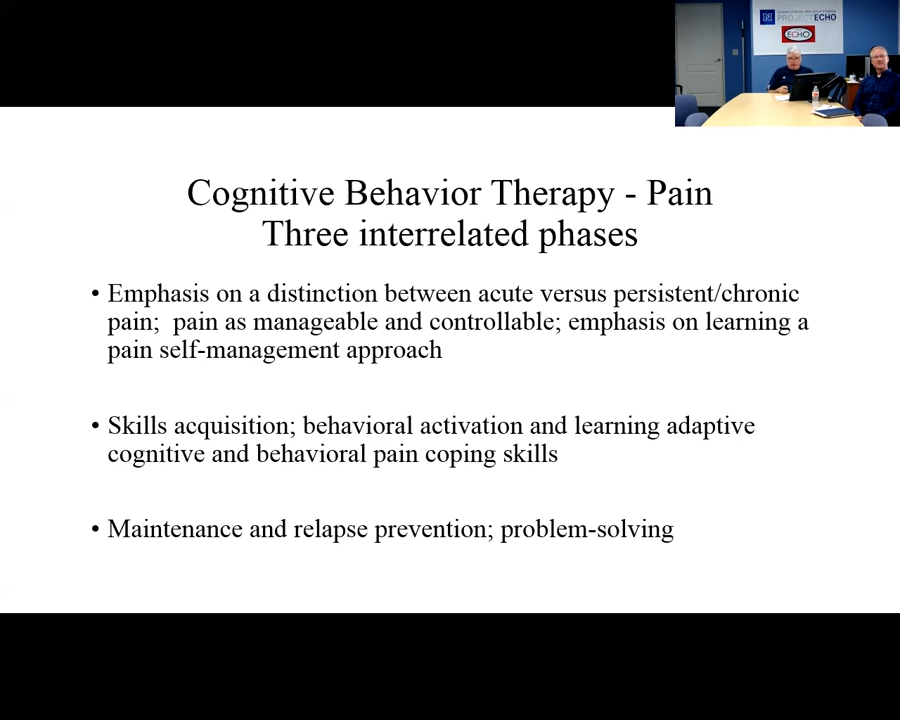 PROJECT ECHO
ECHO
Cognitive Behavior Therapy - Pain
Three interrelated phases
• Emphasis on a distinction between acute versus persistent/chronic
pain;  pain as manageable and controllable; emphasis on learning a
pain self-management approach
• Skills acquisition; behavioral activation and learning adaptive
cognitive and behavioral pain coping skills
• Maintenance and relapse prevention; problem-solving